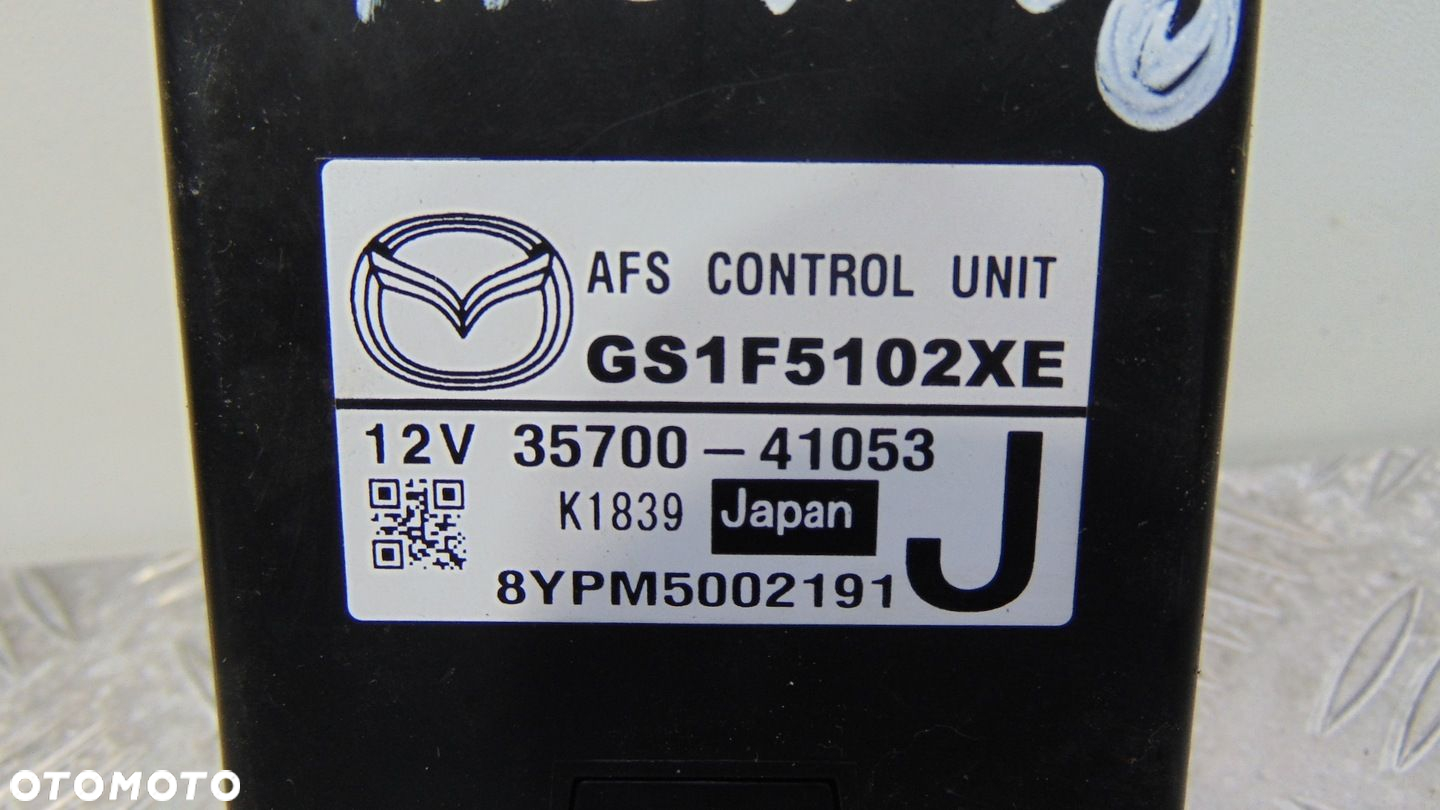 AFS CONTROL UNIT
GS1F5102XE
12V 35700-41053
K1839 Japan J
8YPM5002191
OTOMOTO